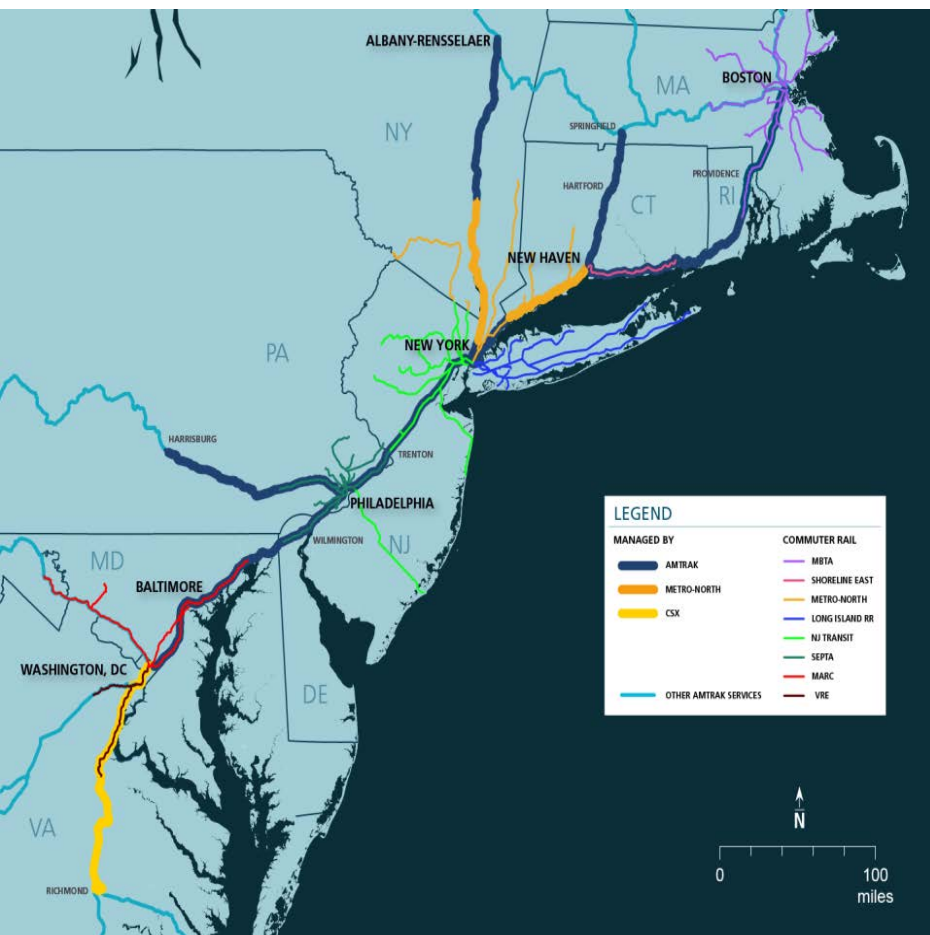 ALBANY-RENSSELAER
BOSTON
MA
NY
SPRINGFIELD
PROVIDENCE
HARTFORD
CT
RI
NEW HAVEN
NEW YORK
PA
HARRISBURG
TRENTON
PHILADELPHIA
WILMINGTON
NJ
MD
BALTIMORE
WASHINGTON, DC
DE
VA
RICHMOND
LEGEND
MANAGED BY
AMTRAK
METRO-NORTH
CSX
OTHER AMTRAK SERVICES
COMMUTER RAIL
MBTA
SHORELINE EAST
METRO-NORTH
LONG ISLAND RR
NJ TRANSIT
SEPTA
MARC
VRE
N
0 100
miles